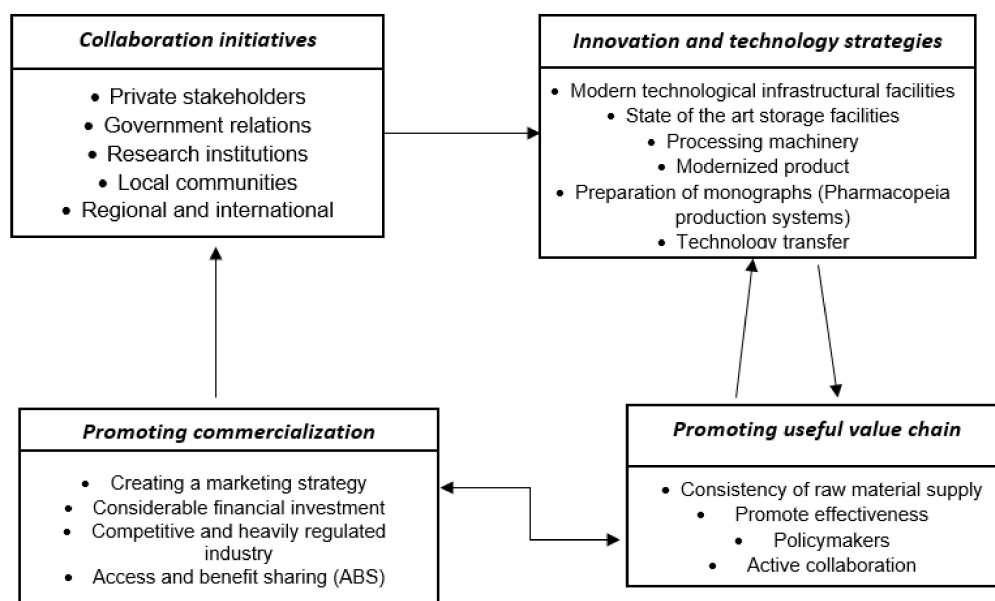 Collaboration initiatives
• Private stakeholders
• Government relations
• Research institutions
• Local communities
• Regional and international
Innovation and technology strategies
• Modern technological infrastructural facilities
• State of the art storage facilities
• Processing machinery
• Modernized product
• Preparation of monographs (Pharmacopeia
production systems)
• Technology transfer
Promoting commercialization
• Creating a marketing strategy
• Considerable financial investment
• Competitive and heavily regulated
industry
• Access and benefit sharing (ABS)
Promoting useful value chain
• Consistency of raw material supply
• Promote effectiveness
• Policymakers
• Active collaboration